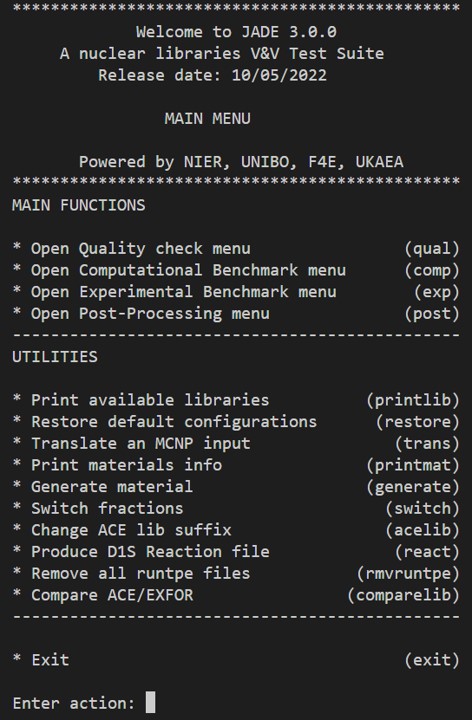 ***********************************************
Welcome to JADE 3.0.0
A nuclear libraries V&V Test Suite
Release date: 10/05/2022
MAIN MENU
Powered by NIER, UNIBO, F4E, UKAEA
***********************************************
MAIN FUNCTIONS
* Open Quality check menu (qual)
* Open Computational Benchmark menu (comp)
* Open Experimental Benchmark menu (exp)
* Open Post-Processing menu (post)
-----------------------------------------------
UTILITIES
* Print available libraries (printlib)
* Restore default configurations (restore)
* Translate an MCNP input (trans)
* Print materials info (printmat)
* Generate material (generate)
* Switch fractions (switch)
* Change ACE lib suffix (acelib)
* Produce D1S Reaction file (react)
* Remove all runtpe files (rmvruntpe)
* Compare ACE/EXFOR (comparelib)
-----------------------------------------------
* Exit (exit)
Enter action: